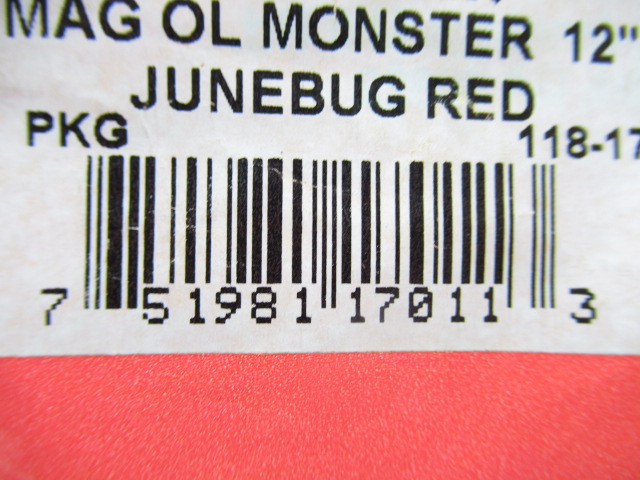 MAG OL MONSTER 12"
JUNEBUG RED
PKG 118-17
7 51981 17011 3